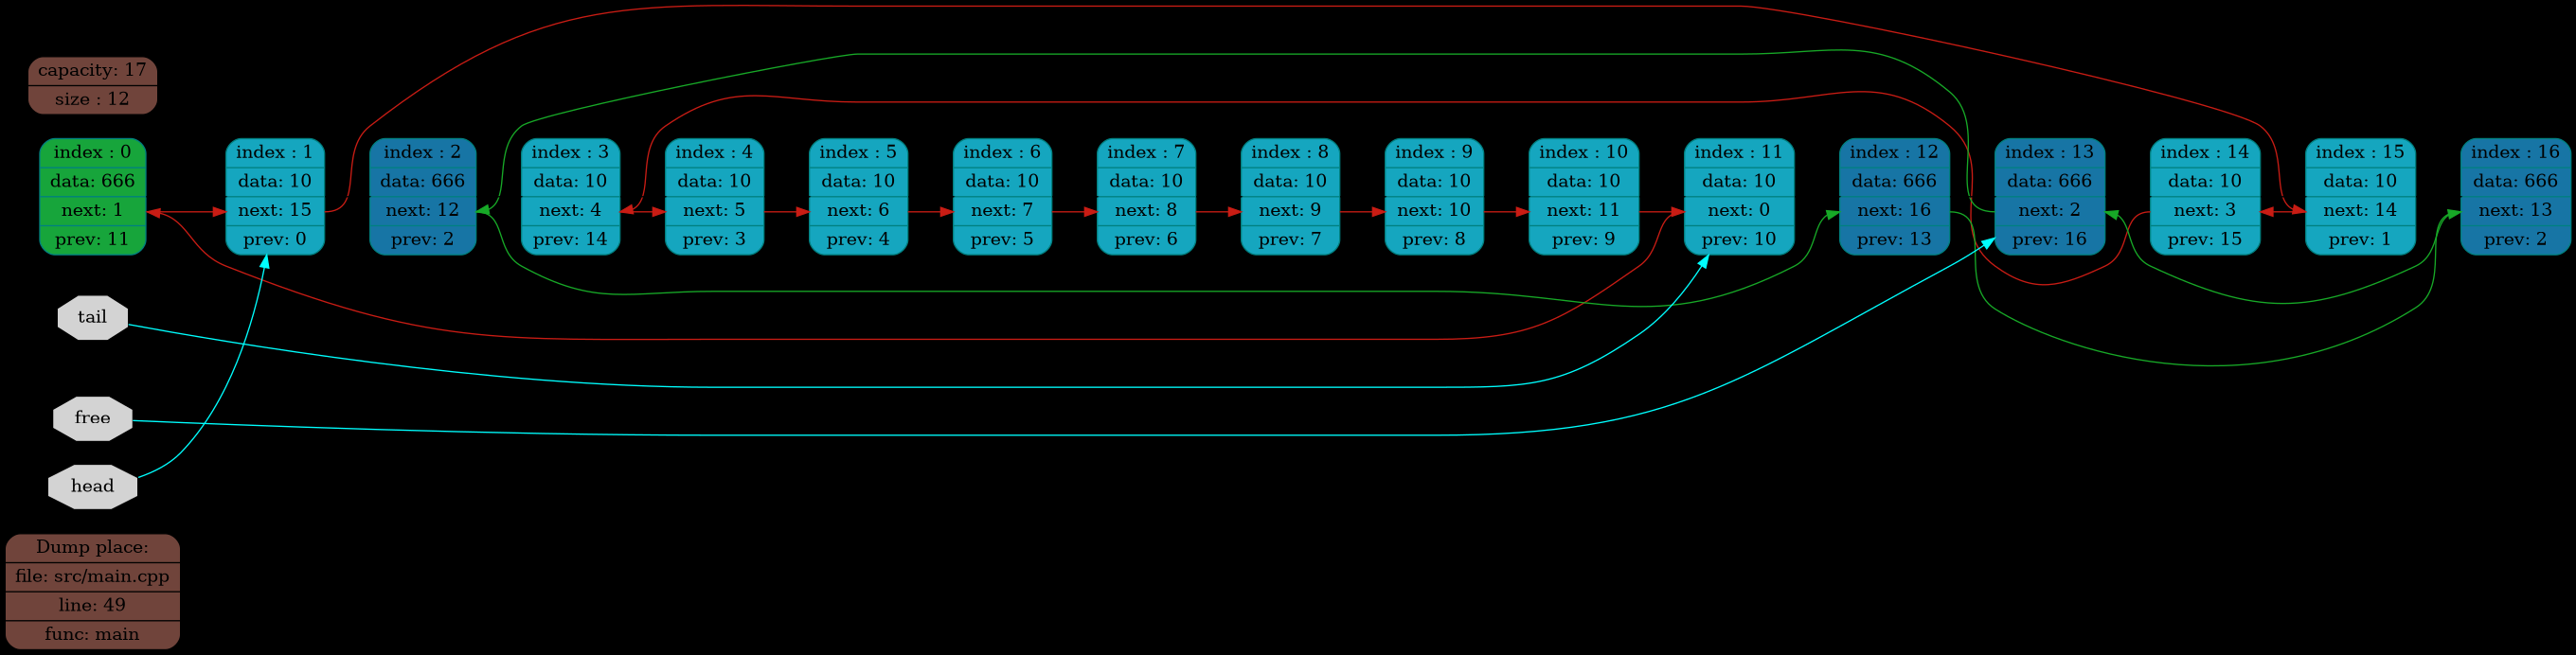 capacity: 17
size : 12
index : 0
data: 666
next: 1
prev: 11
index : 1
data: 10
next: 15
prev: 0
index : 2
data: 666
next: 12
prev: 2
index : 3
data: 10
next: 4
prev: 14
index : 4
data: 10
next: 5
prev: 3
index : 5
data: 10
next: 6
prev: 4
index : 6
data: 10
next: 7
prev: 5
index : 7
data: 10
next: 8
prev: 6
index : 8
data: 10
next: 9
prev: 7
index : 9
data: 10
next: 10
prev: 8
index : 10
data: 10
next: 11
prev: 9
index : 11
data: 10
next: 0
prev: 10
index : 12
data: 666
next: 16
prev: 13
index : 13
data: 666
next: 2
prev: 16
index : 14
data: 10
next: 3
prev: 15
index : 15
data: 10
next: 14
prev: 1
index : 16
data: 666
next: 13
prev: 2
tail
free
head
Dump place:
file: src/main.cpp
line: 49
func: main